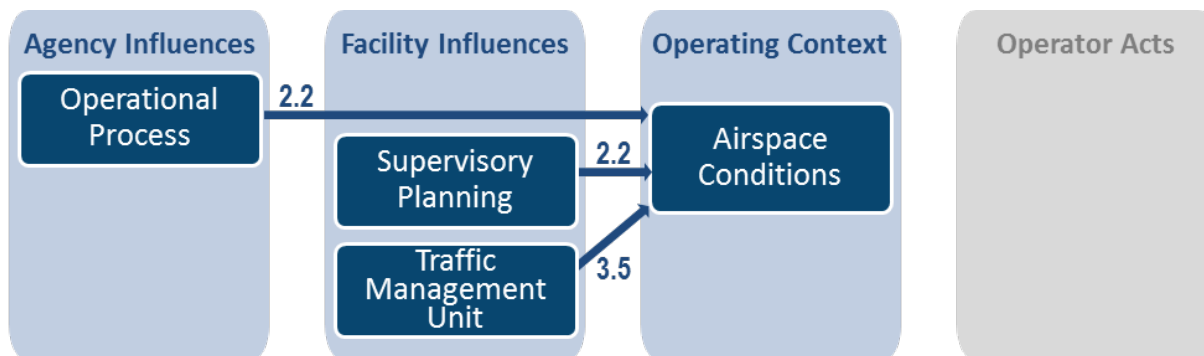 Agency Influences
Facility Influences
Operating Context
Operator Acts
Operational
Process
2.2
Supervisory
Planning
2.2
Airspace
Conditions
Traffic
Management
Unit
3.5